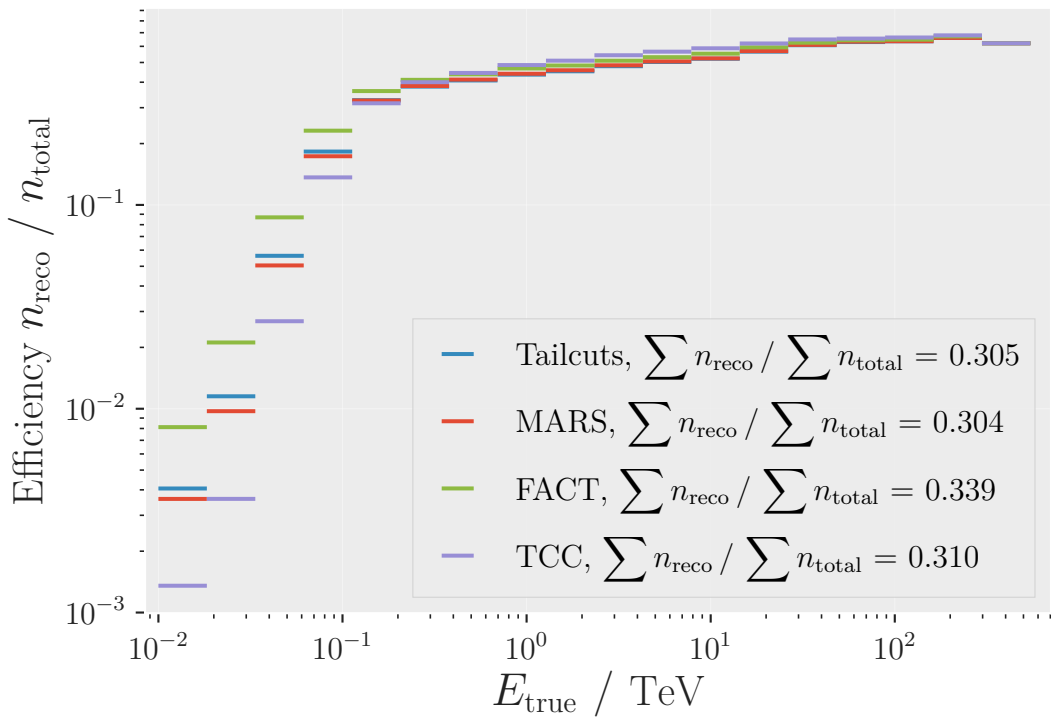 Efficiency n_reco / n_total
10^−1
10^−2
10^−3
Tailcuts, ∑ n_reco / ∑ n_total = 0.305
MARS, ∑ n_reco / ∑ n_total = 0.304
FACT, ∑ n_reco / ∑ n_total = 0.339
TCC, ∑ n_reco / ∑ n_total = 0.310
10^−2 10^−1 10^0 10^1 10^2
E_true / TeV